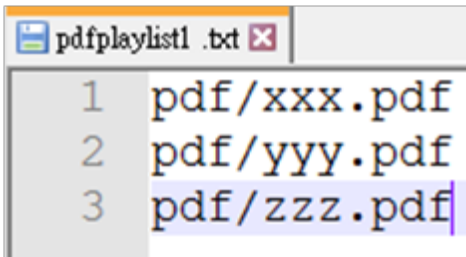 pdfplaylist1 .txt
1 pdf/xxx.pdf
2 pdf/yyy.pdf
3 pdf/zzz.pdf